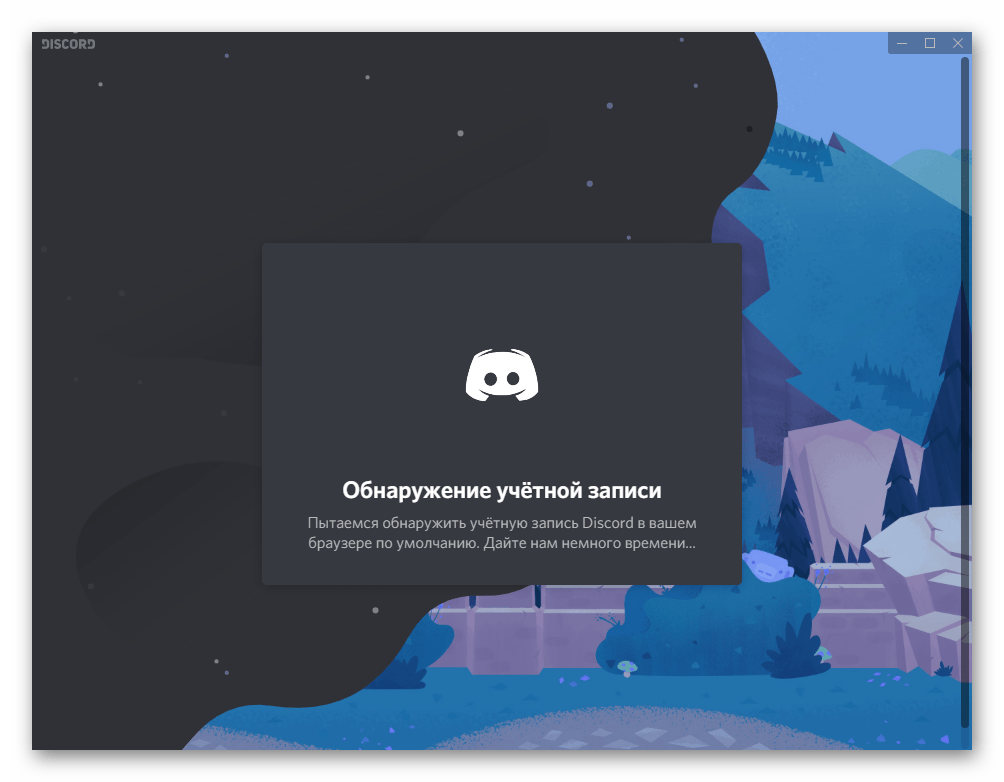 DISCORD
Обнаружение учётной записи
Пытаемся обнаружить учётную запись Discord в вашем
браузере по умолчанию. Дайте нам немного времени...